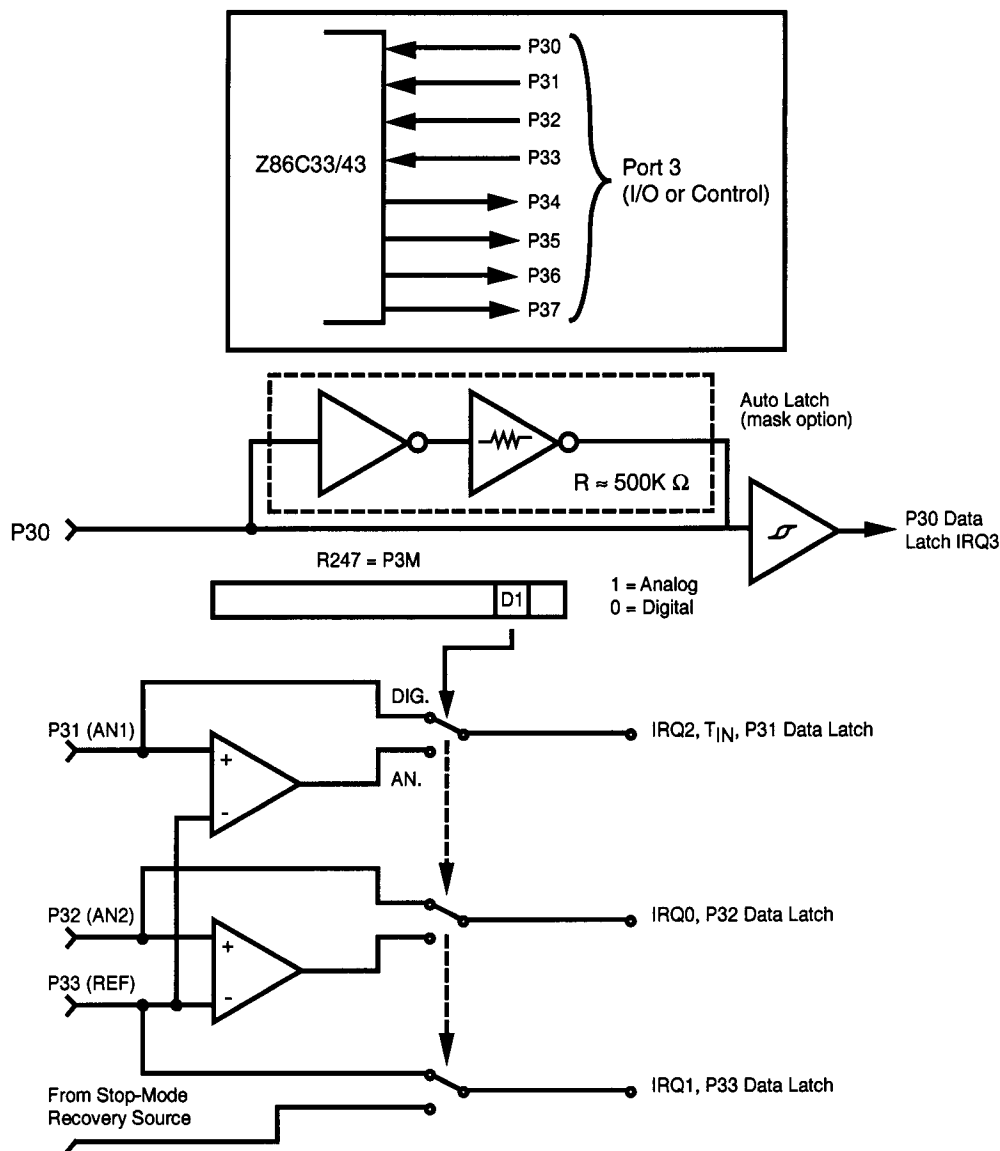 Z86C33/43
P30
P31
P32
P33
P34
P35
P36
P37
Port 3
(I/O or Control)
Auto Latch
(mask option)
R ≈ 500K Ω
P30
P30 Data
Latch IRQ3
R247 = P3M
D1
1 = Analog
0 = Digital
DIG.
P31 (AN1)
IRQ2, TIN, P31 Data Latch
+
AN.
-
P32 (AN2)
IRQ0, P32 Data Latch
+
P33 (REF)
-
From Stop-Mode
Recovery Source
IRQ1, P33 Data Latch